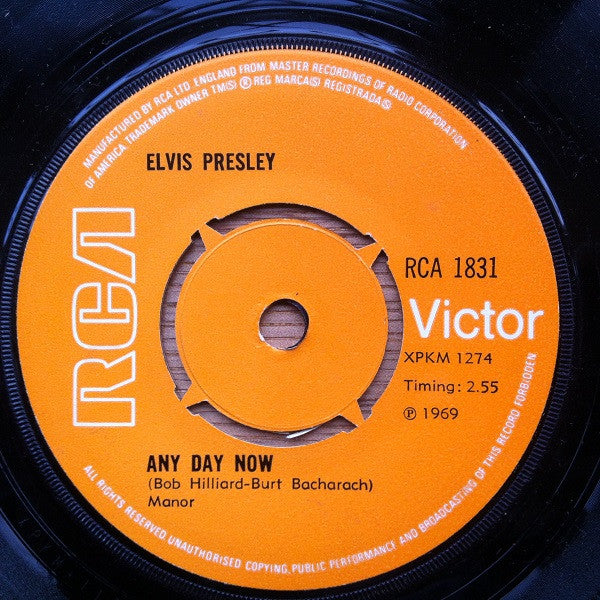 MANUFACTURED BY RCA LTD. ENGLAND FROM MASTER RECORDINGS OF RADIO CORPORATION
OF AMERICA TRADEMARK OWNER TM(S) ® REG MARCA(S) REGISTRADA(S)
ELVIS PRESLEY
RCA
RCA 1831
Victor
XPKM 1274
Timing: 2.55
℗ 1969
ANY DAY NOW
(Bob Hilliard-Burt Bacharach)
Manor
ALL RIGHTS RESERVED UNAUTHORISED COPYING, PUBLIC PERFORMANCE AND BROADCASTING OF THIS RECORD FORBIDDEN